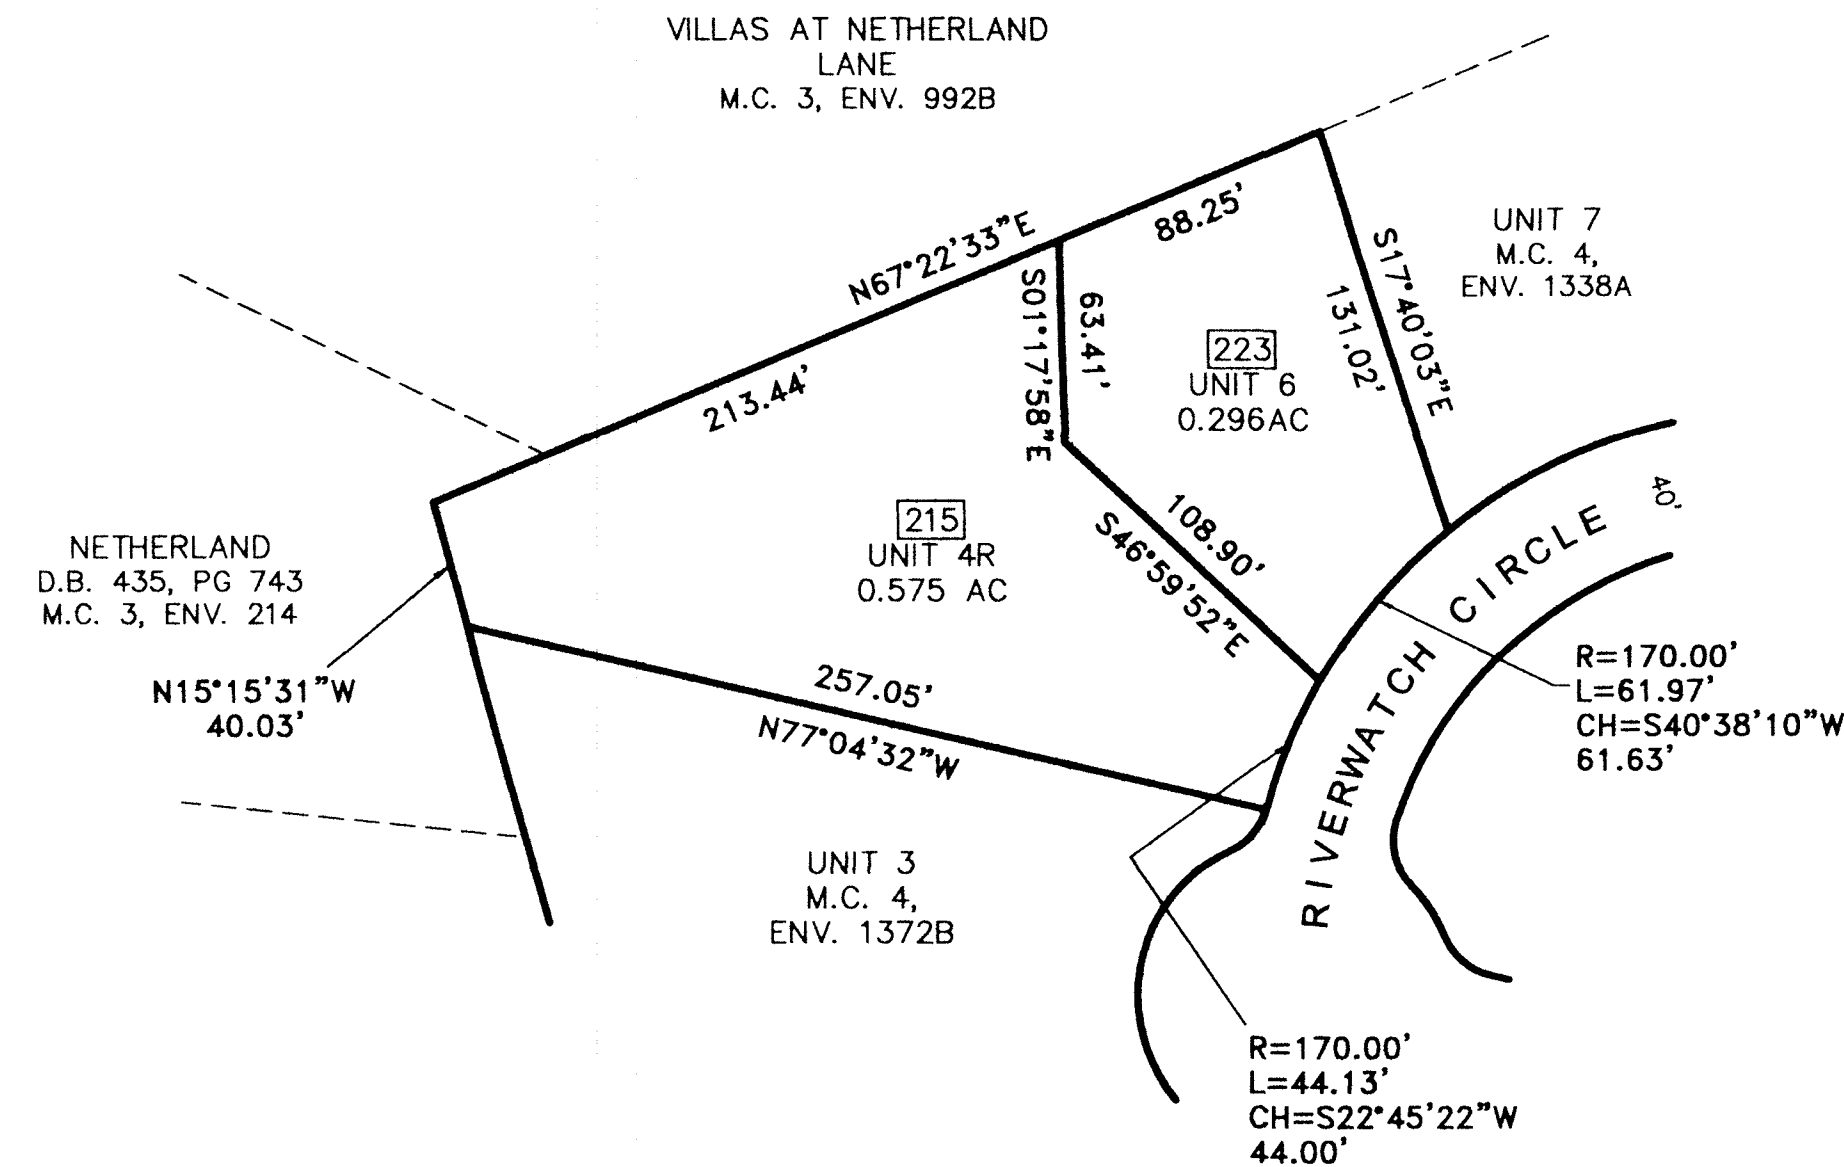 VILLAS AT NETHERLAND
LANE
M.C. 3, ENV. 992B
88.25'
N67°22'33"E
213.44'
S01°17'58"E
63.41'
S17°40'03"E
131.02'
UNIT 7
M.C. 4,
ENV. 1338A
223
UNIT 6
0.296AC
215
UNIT 4R
0.575 AC
108.90'
S46°59'52"E
40'
RIVERWATCH CIRCLE
NETHERLAND
D.B. 435, PG 743
M.C. 3, ENV. 214
N15°15'31"W
40.03'
257.05'
N77°04'32"W
R=170.00'
L=61.97'
CH=S40°38'10"W
61.63'
UNIT 3
M.C. 4,
ENV. 1372B
R=170.00'
L=44.13'
CH=S22°45'22"W
44.00'